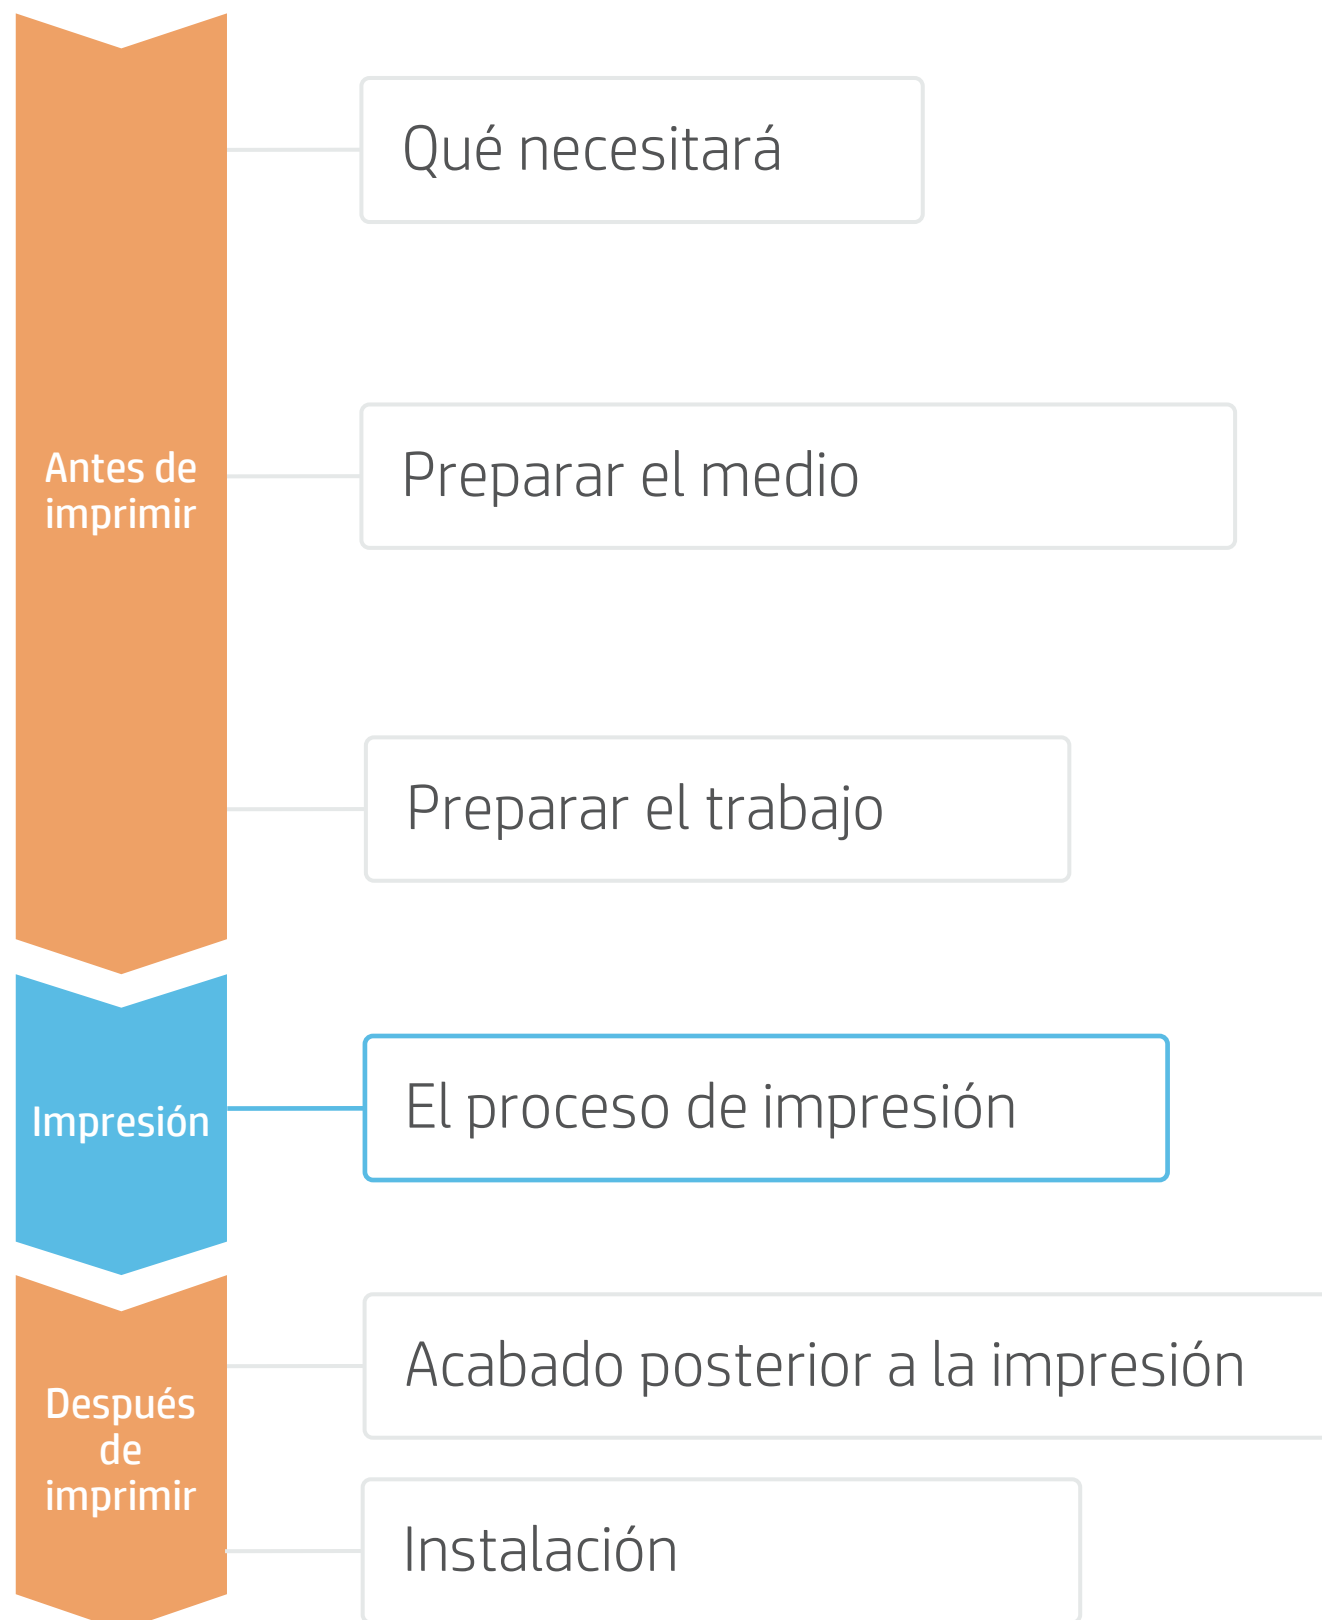 Qué necesitará
Antes de
imprimir
Preparar el medio
Preparar el trabajo
Impresión
El proceso de impresión
Después
de
imprimir
Acabado posterior a la impresión
Instalación